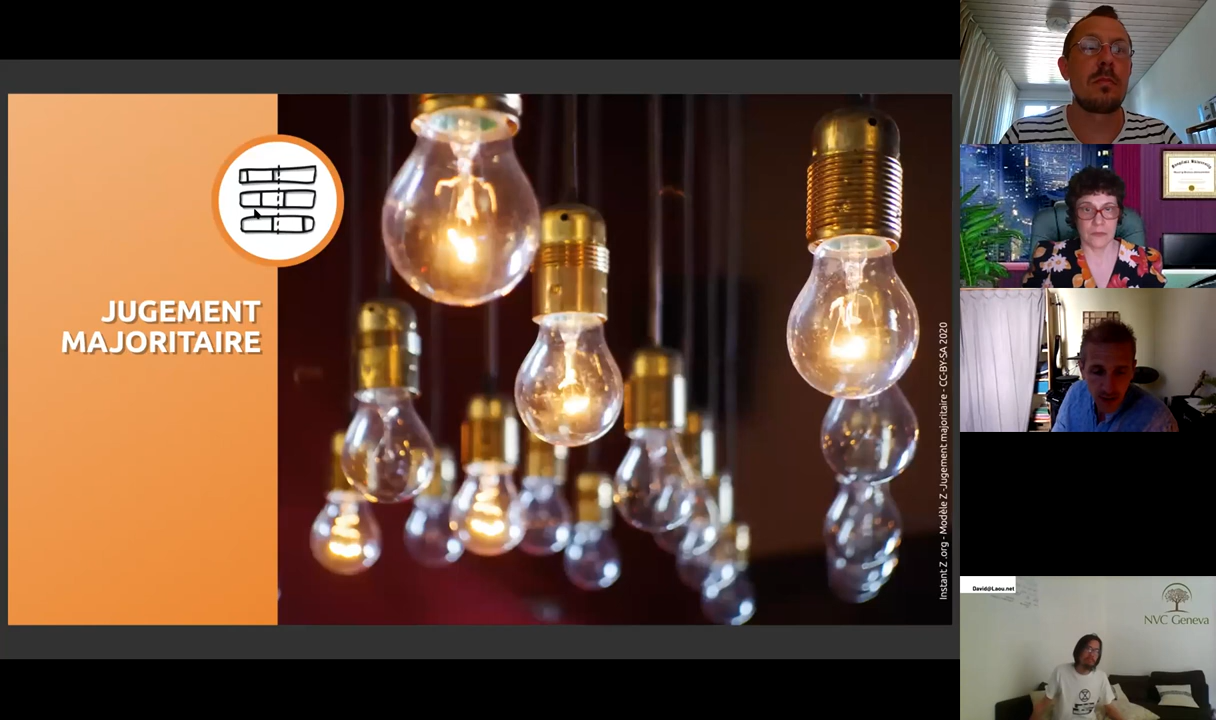 JUGEMENT
MAJORITAIRE
Instant Z .org - Modèle Z -Jugement majoritaire - CC-BY-SA 2020
David@Laou.net
NVC Geneva